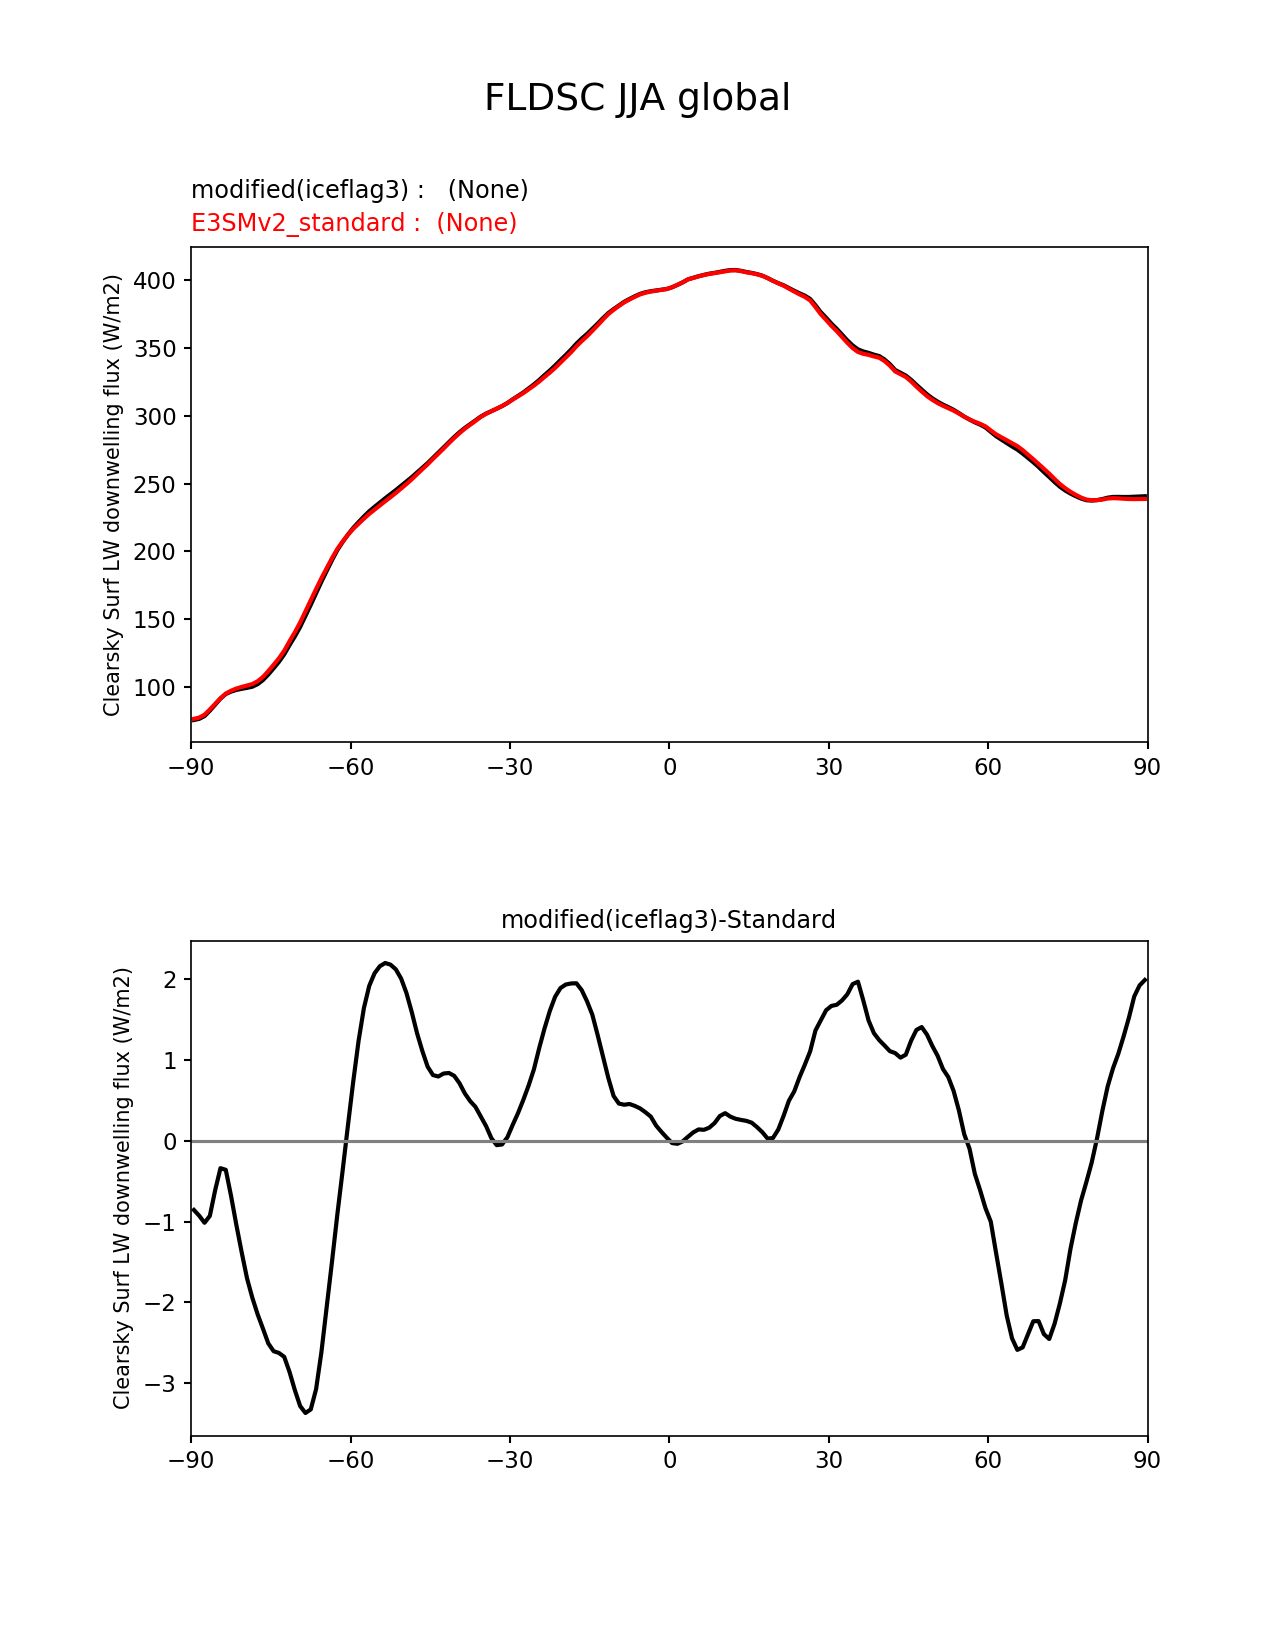 FLDSC JJA global
modified(iceflag3) :   (None)
E3SMv2_standard :  (None)
Clearsky Surf LW downwelling flux (W/m2)
400
350
300
250
200
150
100
−90 −60 −30 0 30 60 90
modified(iceflag3)-Standard
Clearsky Surf LW downwelling flux (W/m2)
2
1
0
−1
−2
−3
−90 −60 −30 0 30 60 90